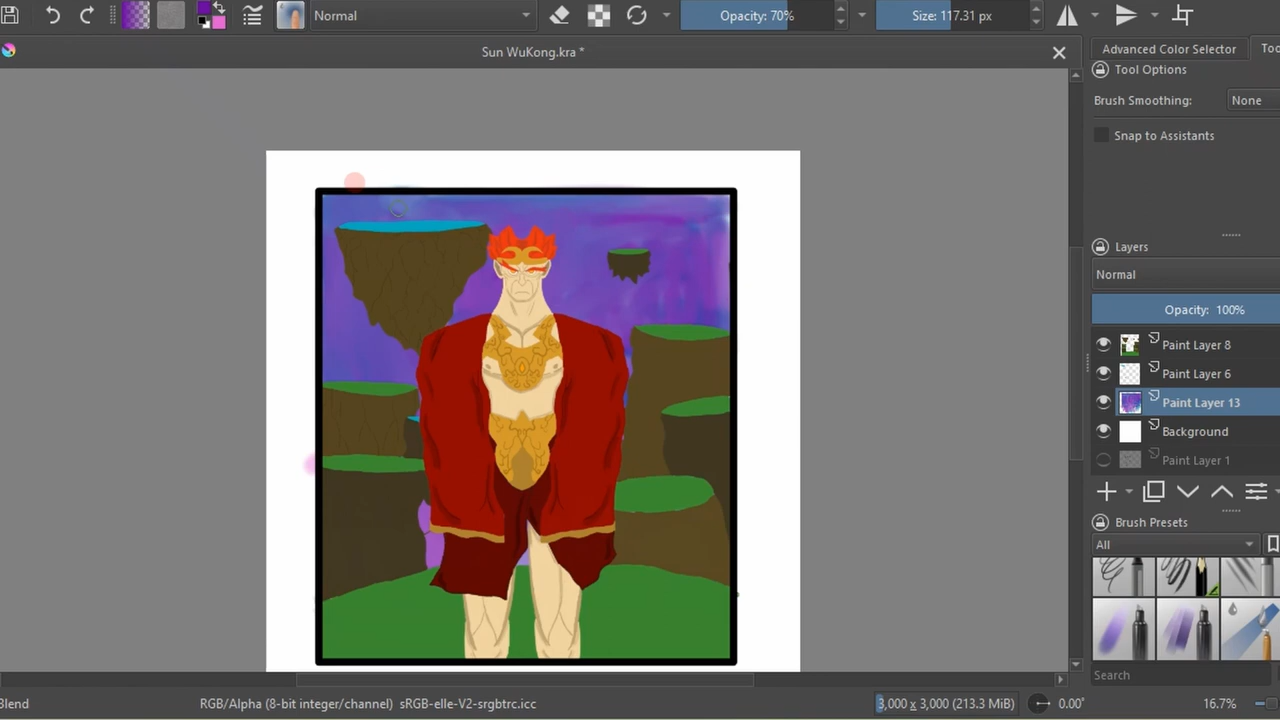 Normal
Opacity: 70%
Size: 117.31 px
Sun WuKong.kra *
Advanced Color Selector
Too
Tool Options
Brush Smoothing:
None
Snap to Assistants
Layers
Normal
Opacity: 100%
Paint Layer 8
Paint Layer 6
Paint Layer 13
Background
Paint Layer 1
Brush Presets
All
Search
Blend
RGB/Alpha (8-bit integer/channel) sRGB-elle-V2-srgbtrc.icc
3,000 x 3,000 (213.3 MiB)
0.00°
16.7%